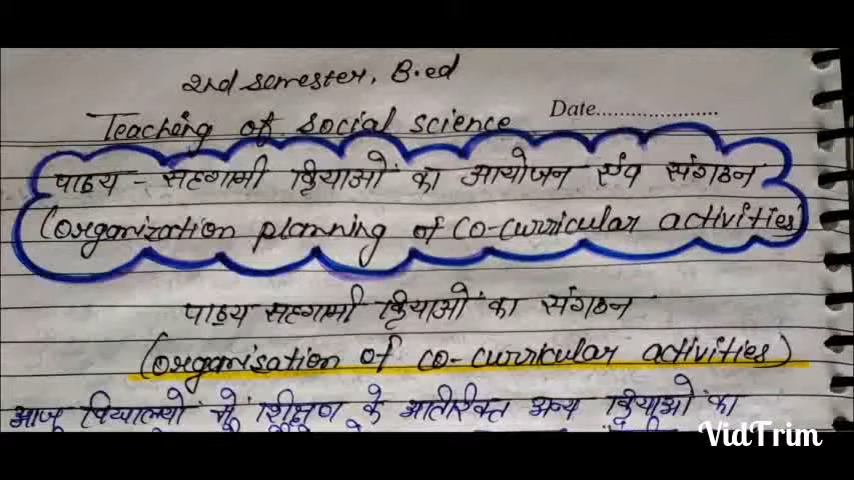 2nd semester, B.ed
Date....................
Teaching of social science
पाठ्य - सहगामी क्रियाओं का आयोजन एंव संगठन
(organization planning of co-curricular activities)
पाठ्य सहगामी क्रियाओं का संगठन
(organisation of co-curricular activities)
आज विद्यालयों में शिक्षण के अतिरिक्त अन्य क्रियाओं का
VidTrim